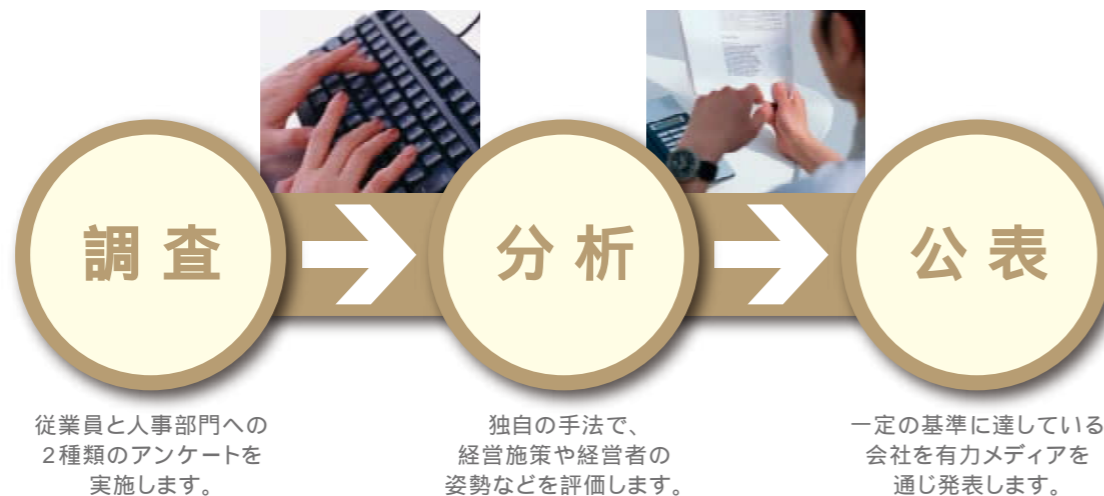 調査
分析
公表
従業員と人事部門への
2種類のアンケートを
実施します。
独自の手法で、
経営施策や経営者の
姿勢などを評価します。
一定の基準に達している
会社を有力メディアを
通じ発表します。